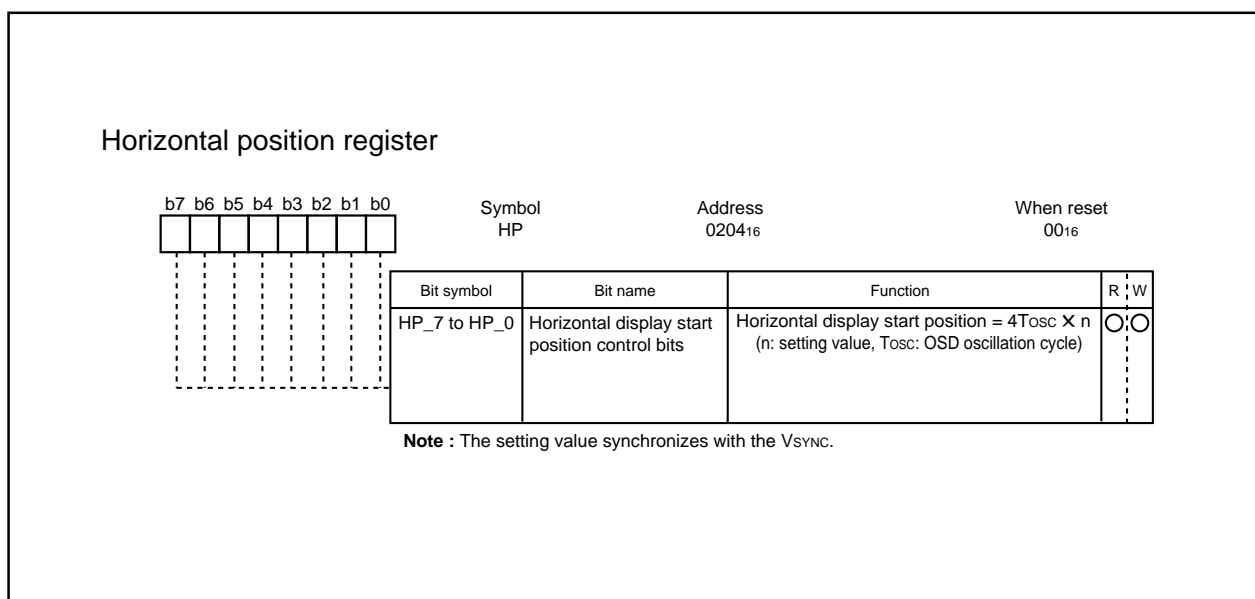 Horizontal position register
b7 b6 b5 b4 b3 b2 b1 b0
Symbol Address When reset
HP 0204₁₆ 00₁₆
Bit symbol Bit name Function R W
HP_7 to HP_0 Horizontal display start Horizontal display start position = 4Tosc X n
position control bits (n: setting value, Tosc: OSD oscillation cycle)
Note : The setting value synchronizes with the VSYNC.